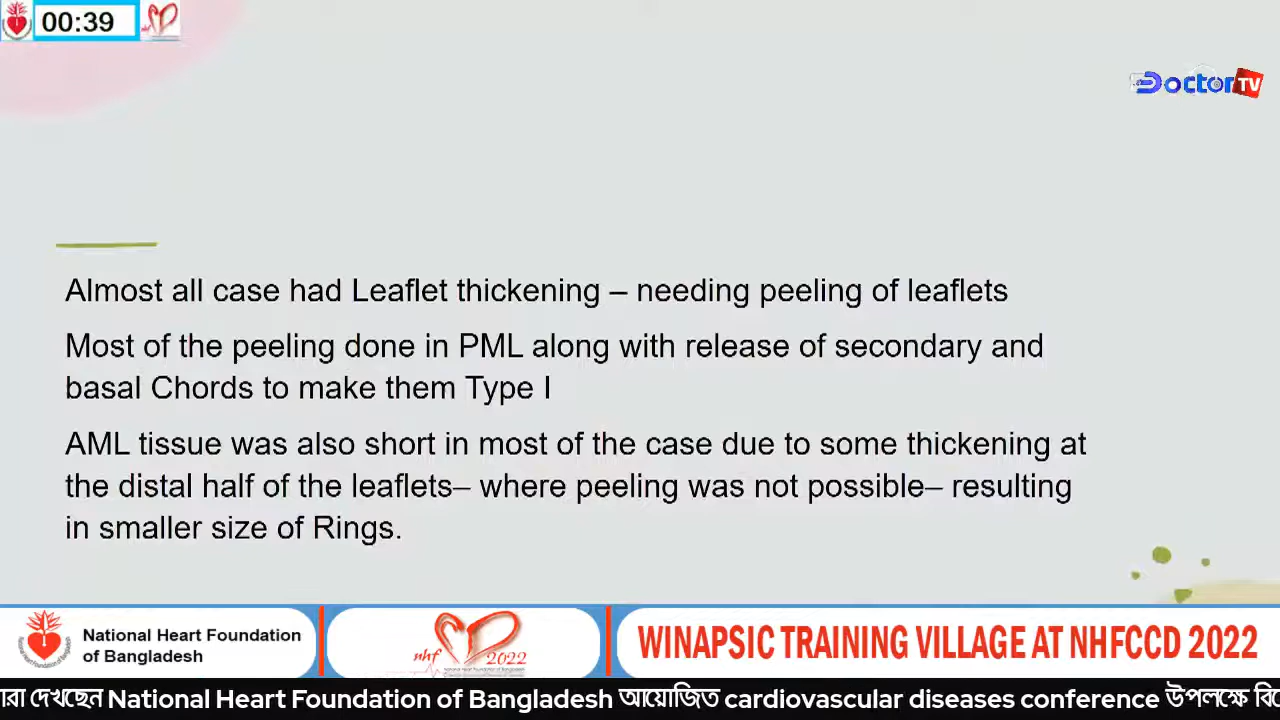 00:39
Doctor TV
Almost all case had Leaflet thickening – needing peeling of leaflets
Most of the peeling done in PML along with release of secondary and
basal Chords to make them Type I
AML tissue was also short in most of the case due to some thickening at
the distal half of the leaflets– where peeling was not possible– resulting
in smaller size of Rings.
National Heart Foundation
of Bangladesh
nhf 2022
WINAPSIC TRAINING VILLAGE AT NHFCCD 2022
দেখছেন National Heart Foundation of Bangladesh আয়োজিত cardiovascular diseases conference উপলক্ষে